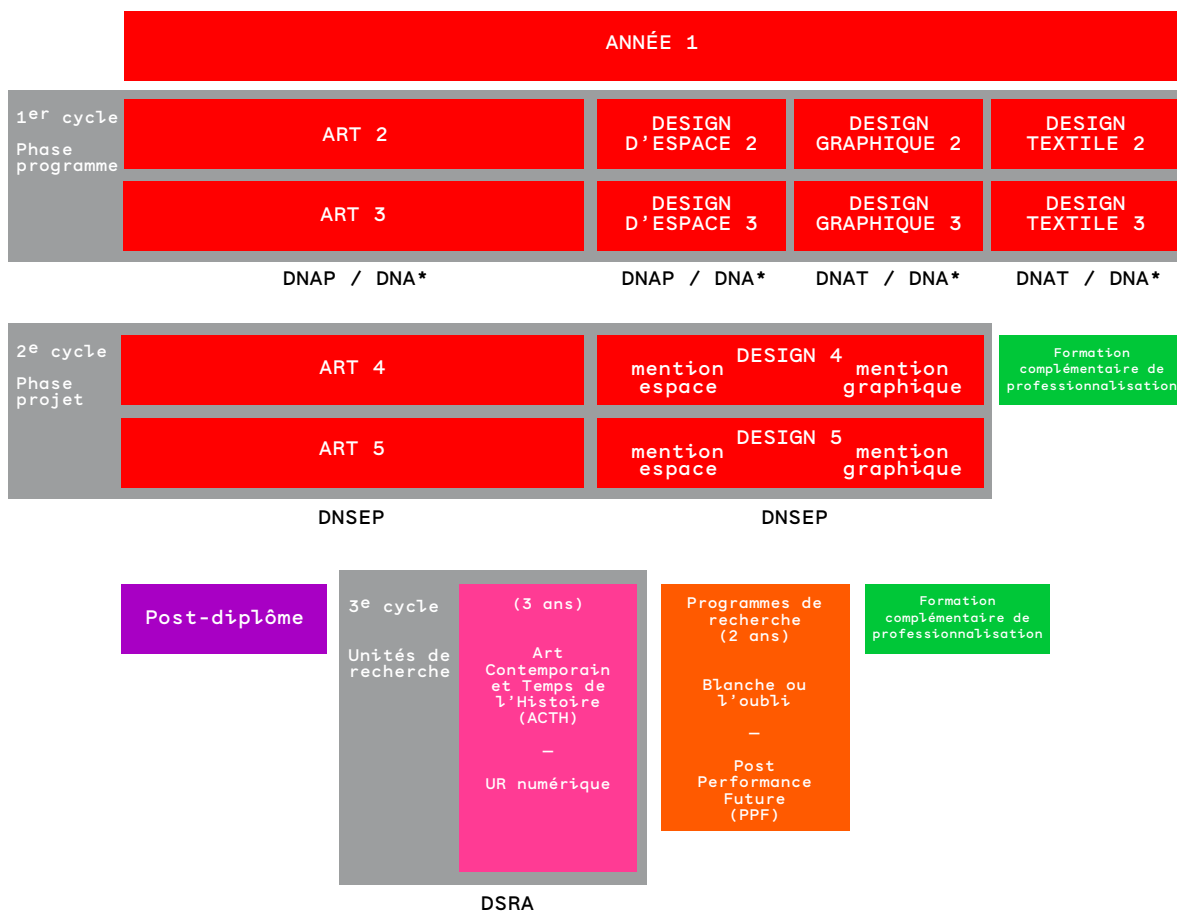 ANNÉE 1
1er cycle
Phase
programme
ART 2
DESIGN
D'ESPACE 2
DESIGN
GRAPHIQUE 2
DESIGN
TEXTILE 2
ART 3
DESIGN
D'ESPACE 3
DESIGN
GRAPHIQUE 3
DESIGN
TEXTILE 3
DNAP / DNA*
DNAP / DNA*
DNAT / DNA*
DNAT / DNA*
2e cycle
Phase
projet
ART 4
DESIGN 4
mention
espace
mention
graphique
Formation
complémentaire de
professionnalisation
ART 5
DESIGN 5
mention
espace
mention
graphique
DNSEP
DNSEP
Post-diplôme
3e cycle
Unités de
recherche
(3 ans)
Art
Contemporain
et Temps de
l'Histoire
(ACTH)
—
UR numérique
Programmes de
recherche
(2 ans)
Blanche ou
l'oubli
—
Post
Performance
Future
(PPF)
Formation
complémentaire de
professionnalisation
DSRA